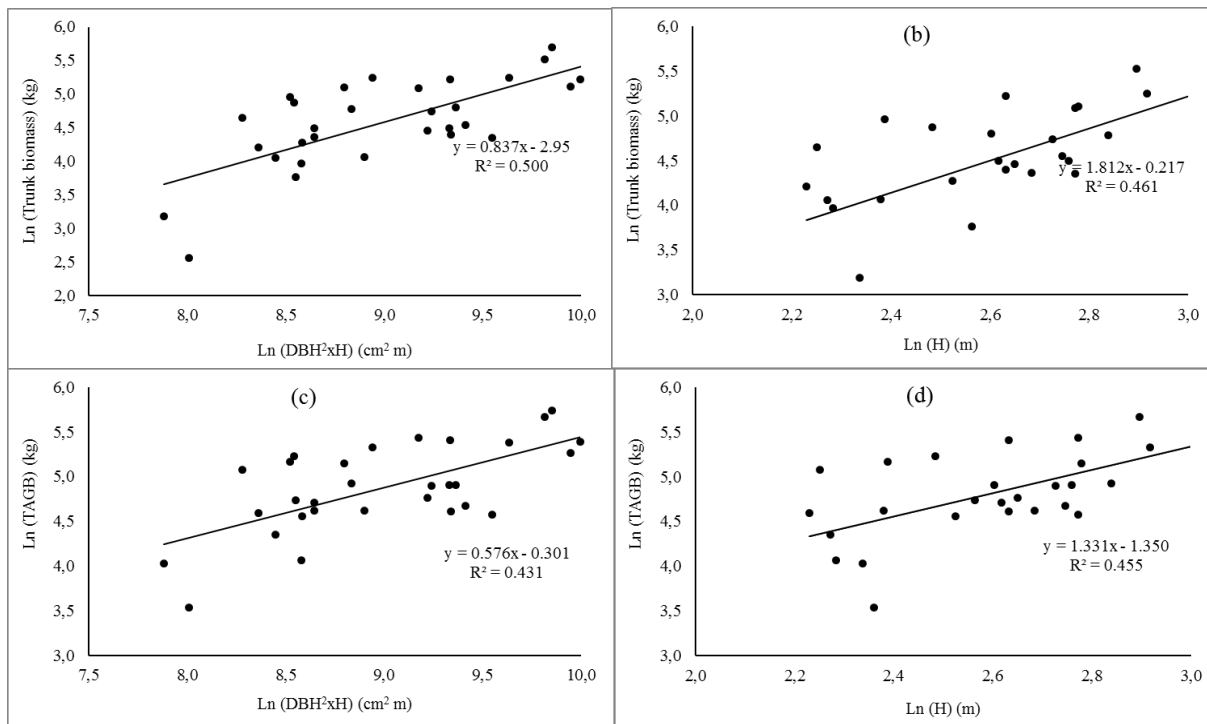 6,0
5,5
5,0
4,5
4,0
3,5
3,0
2,5
2,0
Ln (Trunk biomass) (kg)
y = 0.837x - 2.95
R² = 0.500
7,5 8,0 8,5 9,0 9,5 10,0
Ln (DBH²xH) (cm² m)
(b)
6,0
5,5
5,0
4,5
4,0
3,5
3,0
Ln (Trunk biomass) (kg)
y = 1.812x - 0.217
R² = 0.461
2,0 2,2 2,4 2,6 2,8 3,0
Ln (H) (m)
(c)
6,0
5,5
5,0
4,5
4,0
3,5
3,0
Ln (TAGB) (kg)
y = 0.576x - 0.301
R² = 0.431
7,5 8,0 8,5 9,0 9,5 10,0
Ln (DBH²xH) (cm² m)
(d)
6,0
5,5
5,0
4,5
4,0
3,5
3,0
Ln (TAGB) (kg)
y = 1.331x - 1.350
R² = 0.455
2,0 2,2 2,4 2,6 2,8 3,0
Ln (H) (m)